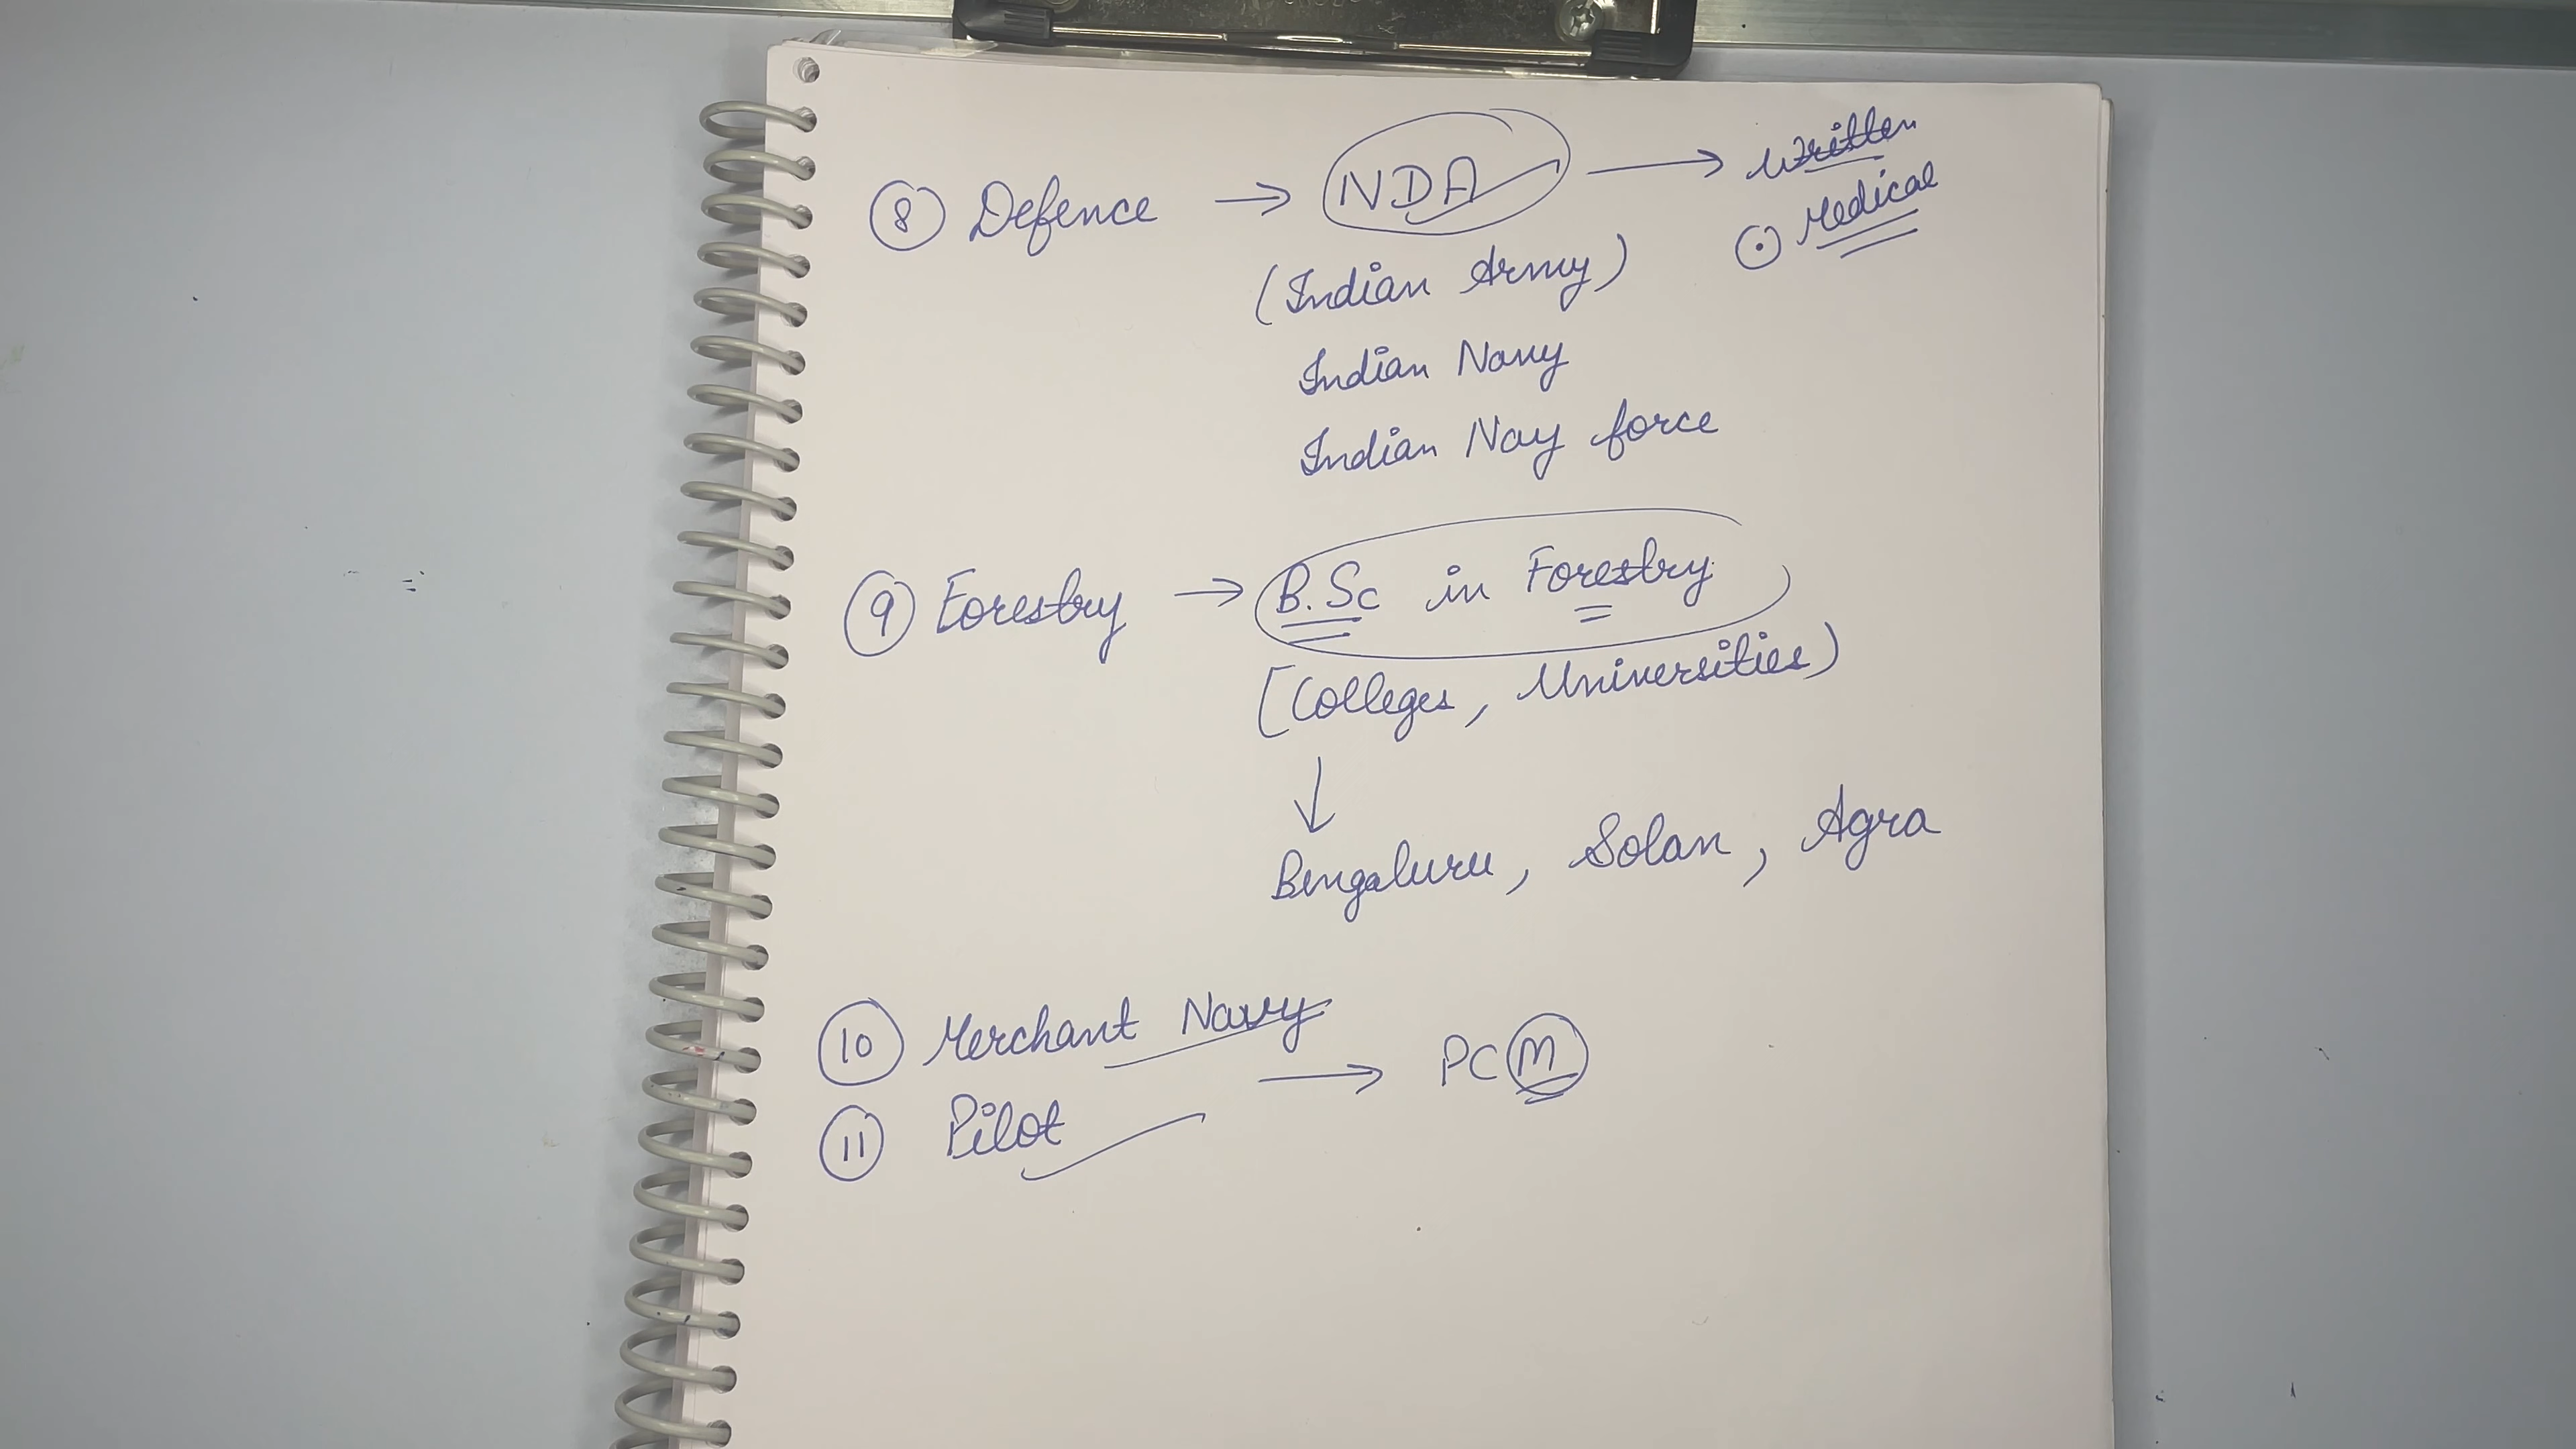 ⑧ Defence → NDA → Written
⊙ Medical
(Indian Army)
Indian Navy
Indian Nay force
⑨ Forestry → B.Sc in Forestry
[Colleges, Universities)
↓
Bengaluru, Solan, Agra
⑩ Merchant Navy
→ PCM
⑪ Pilot